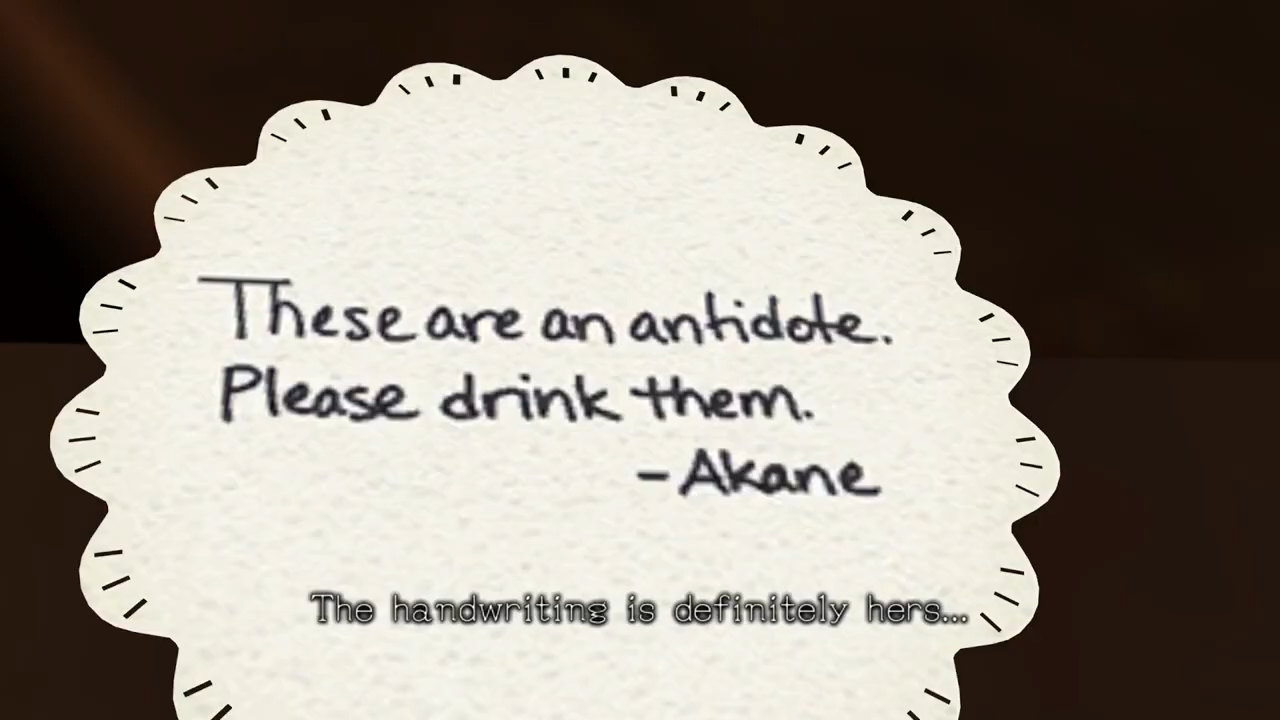 These are an antidote.
Please drink them.
-Akane
The handwriting is definitely hers...